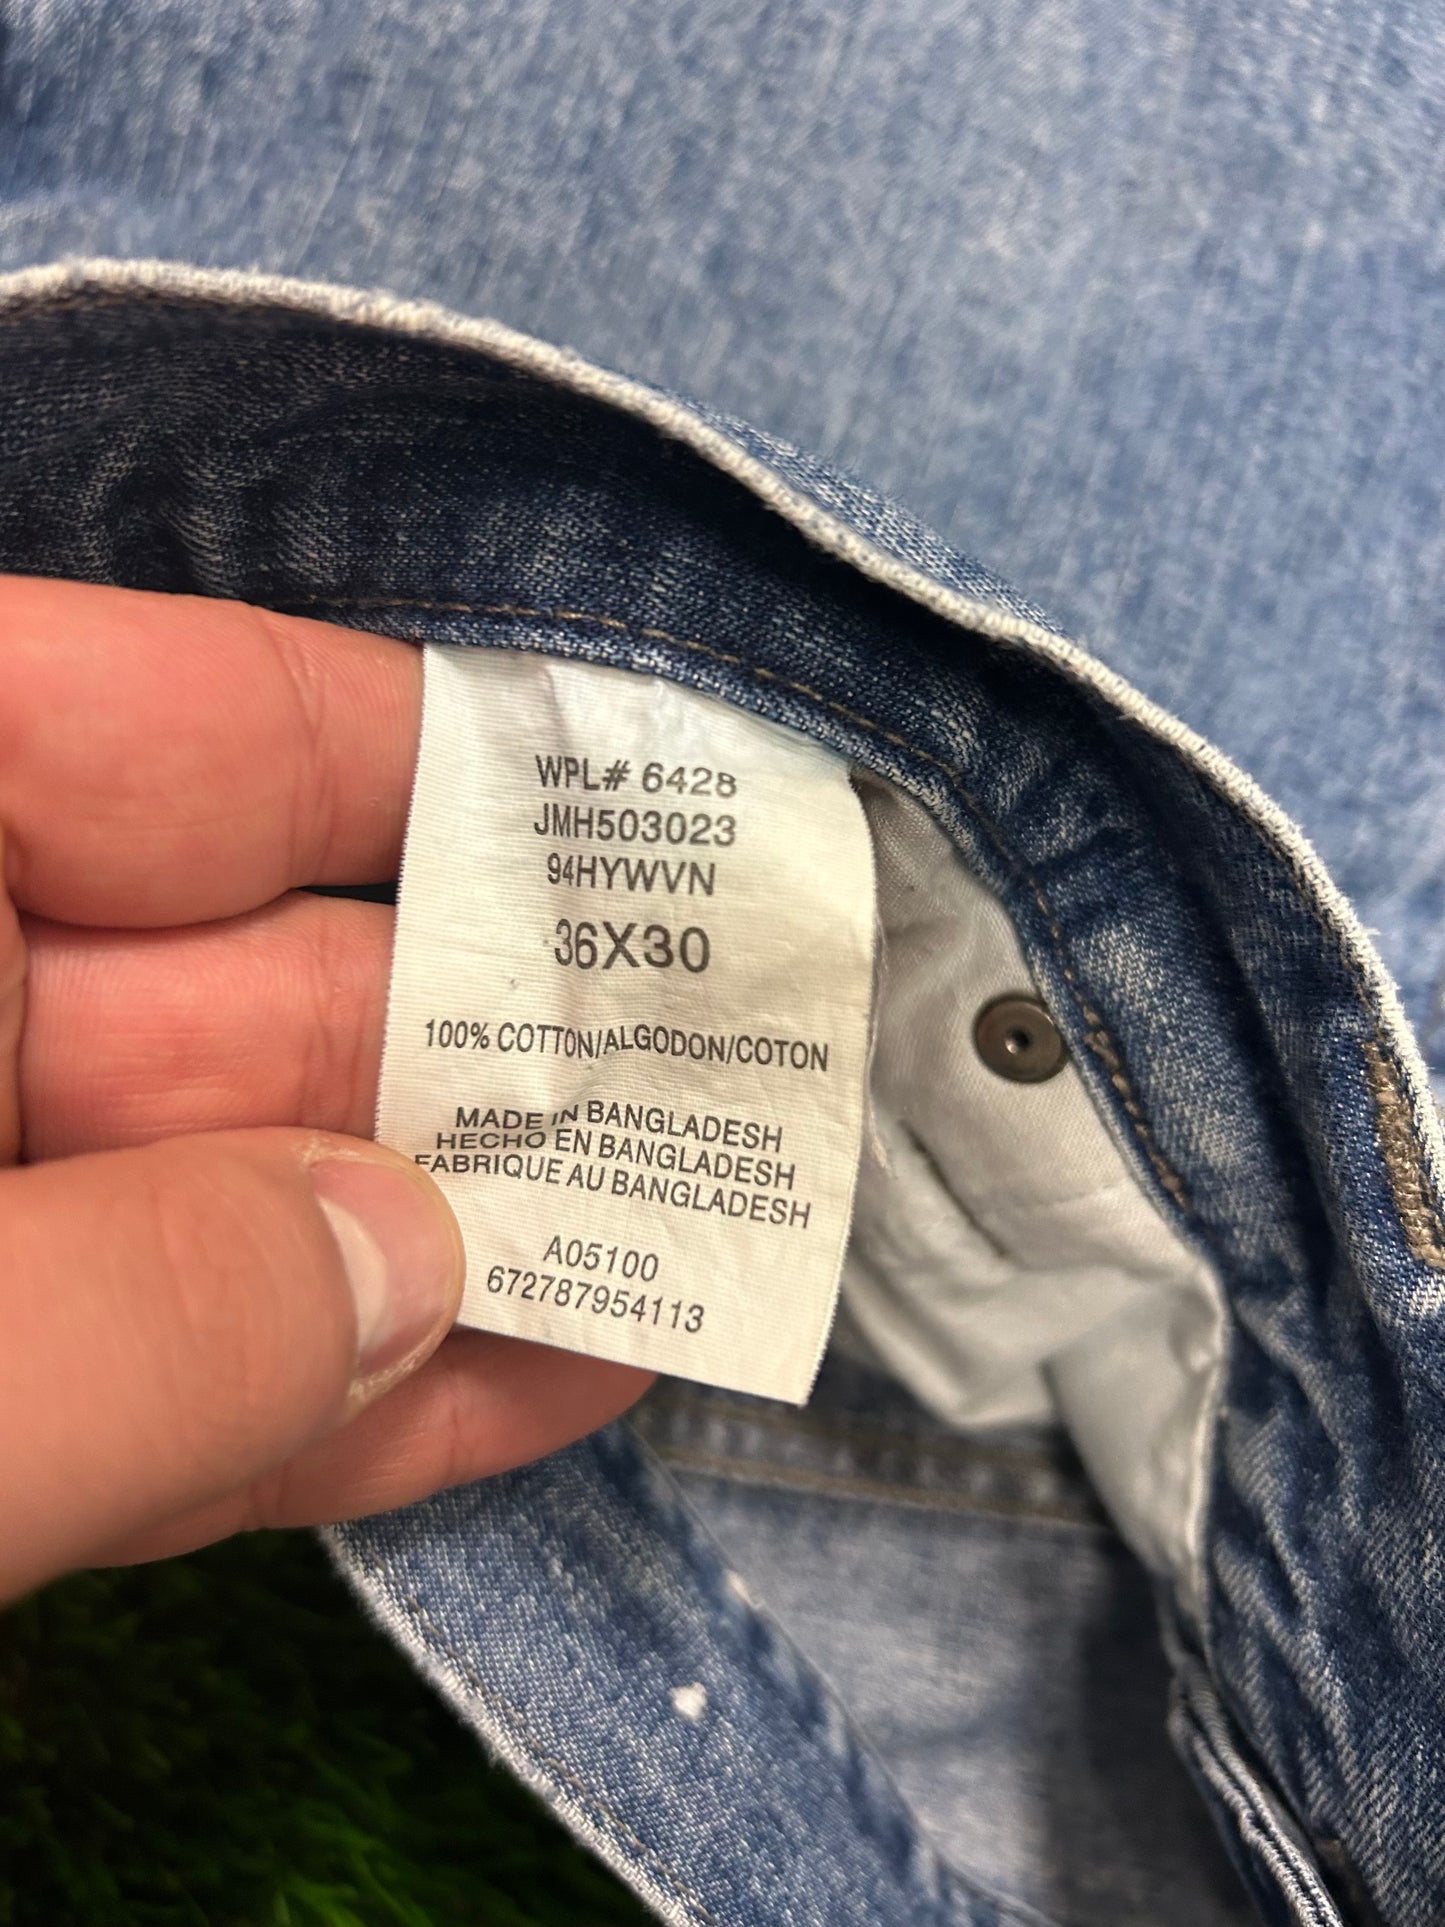 WPL# 6428
JMH503023
94HYWVN
36X30
100% COTTON/ALGODON/COTON
MADE IN BANGLADESH
HECHO EN BANGLADESH
FABRIQUE AU BANGLADESH
A05100
672787954113